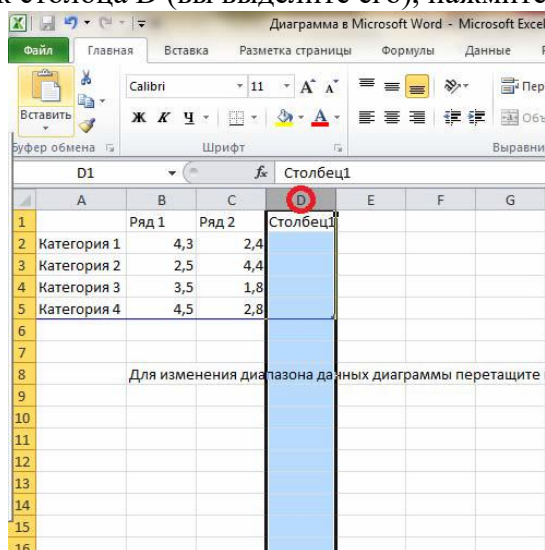 к столбца D (вы выделите его), нажмите
Диаграмма в Microsoft Word - Microsoft Excel
Файл Главная Вставка Разметка страницы Формулы Данные
Вставить Calibri 11 A A Пер
Ж К Ч A Объ
Буфер обмена Шрифт Выравни
D1 fx Столбец1
A B C D E F G
1 Ряд 1 Ряд 2 Столбец1
2 Категория 1 4,3 2,4
3 Категория 2 2,5 4,4
4 Категория 3 3,5 1,8
5 Категория 4 4,5 2,8
6
7
8 Для изменения диапазона данных диаграммы перетащите
9
10
11
12
13
14
15
16